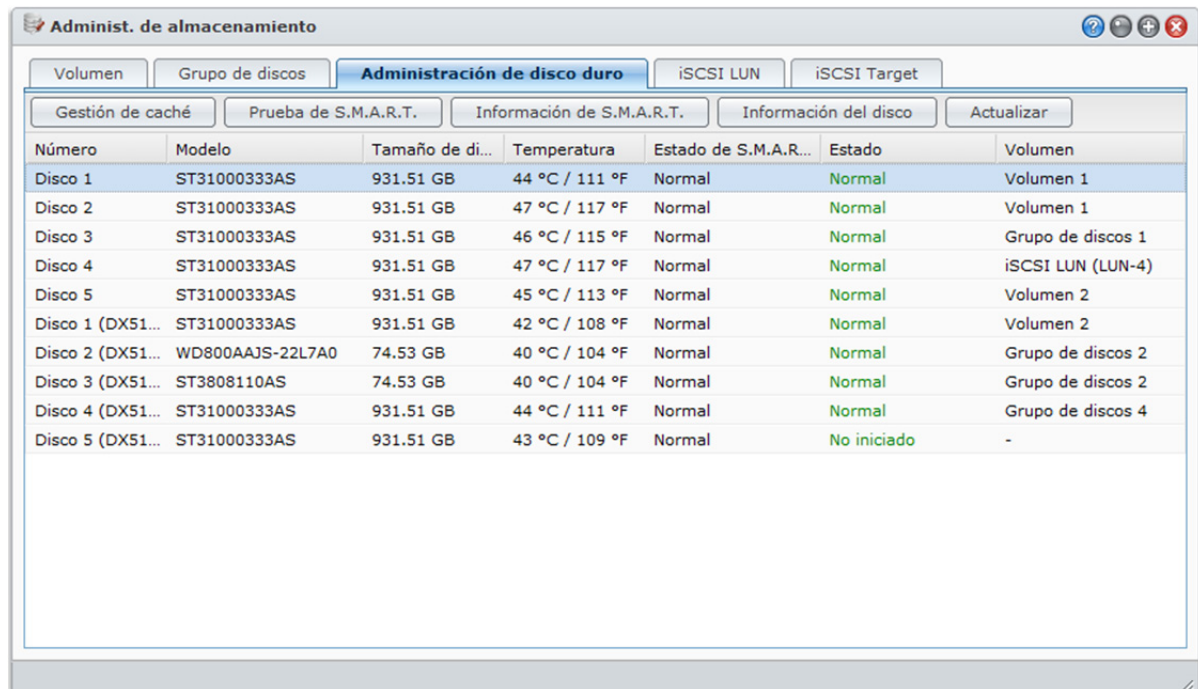 Administ. de almacenamiento
Volumen Grupo de discos Administración de disco duro iSCSI LUN iSCSI Target
Gestión de caché Prueba de S.M.A.R.T. Información de S.M.A.R.T. Información del disco Actualizar
Número Modelo Tamaño de di... Temperatura Estado de S.M.A.R... Estado Volumen
Disco 1 ST31000333AS 931.51 GB 44 °C / 111 °F Normal Normal Volumen 1
Disco 2 ST31000333AS 931.51 GB 47 °C / 117 °F Normal Normal Volumen 1
Disco 3 ST31000333AS 931.51 GB 46 °C / 115 °F Normal Normal Grupo de discos 1
Disco 4 ST31000333AS 931.51 GB 47 °C / 117 °F Normal Normal iSCSI LUN (LUN-4)
Disco 5 ST31000333AS 931.51 GB 45 °C / 113 °F Normal Normal Volumen 2
Disco 1 (DX51... ST31000333AS 931.51 GB 42 °C / 108 °F Normal Normal Volumen 2
Disco 2 (DX51... WD800AAJS-22L7A0 74.53 GB 40 °C / 104 °F Normal Normal Grupo de discos 2
Disco 3 (DX51... ST3808110AS 74.53 GB 40 °C / 104 °F Normal Normal Grupo de discos 2
Disco 4 (DX51... ST31000333AS 931.51 GB 44 °C / 111 °F Normal Normal Grupo de discos 4
Disco 5 (DX51... ST31000333AS 931.51 GB 43 °C / 109 °F Normal No iniciado -